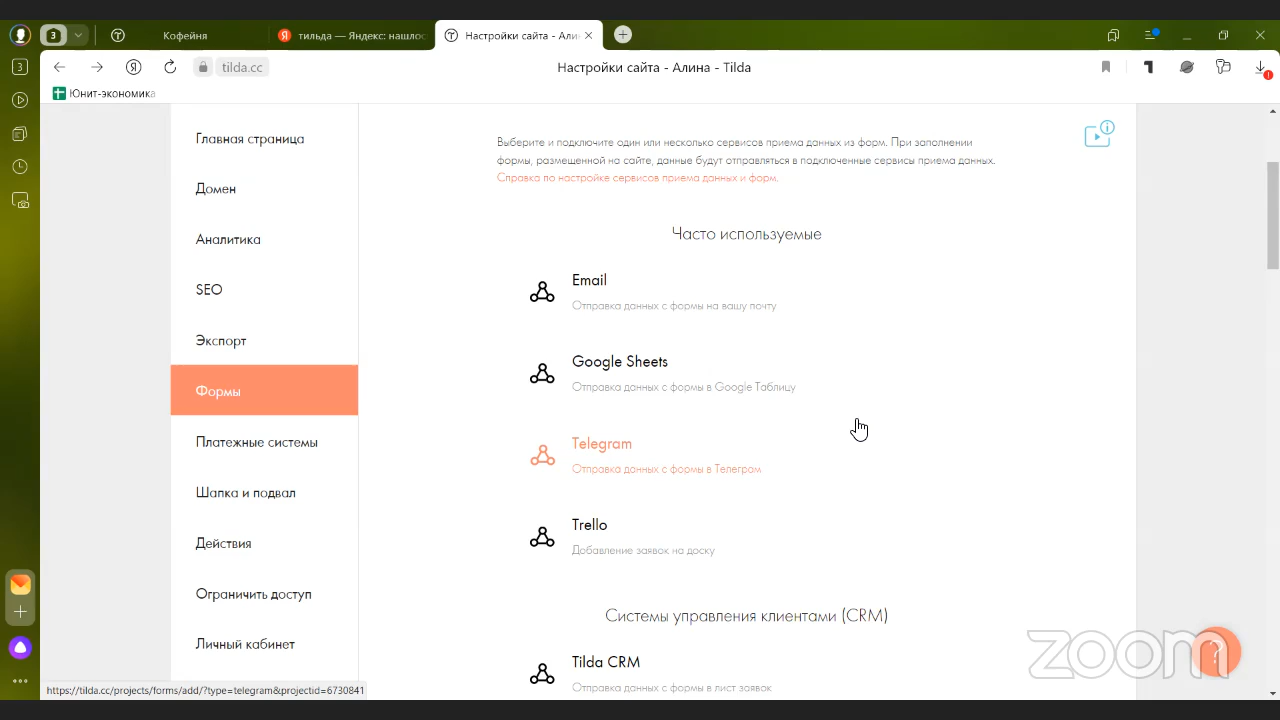 3
Кофейня
тильда — Яндекс: нашлос
Настройки сайта - Али
3
tilda.cc
Настройки сайта - Алина - Tilda
1
Юнит-экономика
Главная страница
Домен
Аналитика
SEO
Экспорт
Формы
Платежные системы
Шапка и подвал
Действия
Ограничить доступ
Личный кабинет
Выберите и подключите один или несколько сервисов приема данных из форм. При заполнении
формы, размещенной на сайте, данные будут отправляться в подключенные сервисы приема данных.
Справка по настройке сервисов приема данных и форм.
Часто используемые
Email
Отправка данных с формы на вашу почту
Google Sheets
Отправка данных с формы в Google Таблицу
Telegram
Отправка данных с формы в Телеграм
Trello
Добавление заявок на доску
Системы управления клиентами (CRM)
Tilda CRM
Отправка данных с формы в лист заявок
zoom
?
https://tilda.cc/projects/forms/add/?type=telegram&projectid=6730841